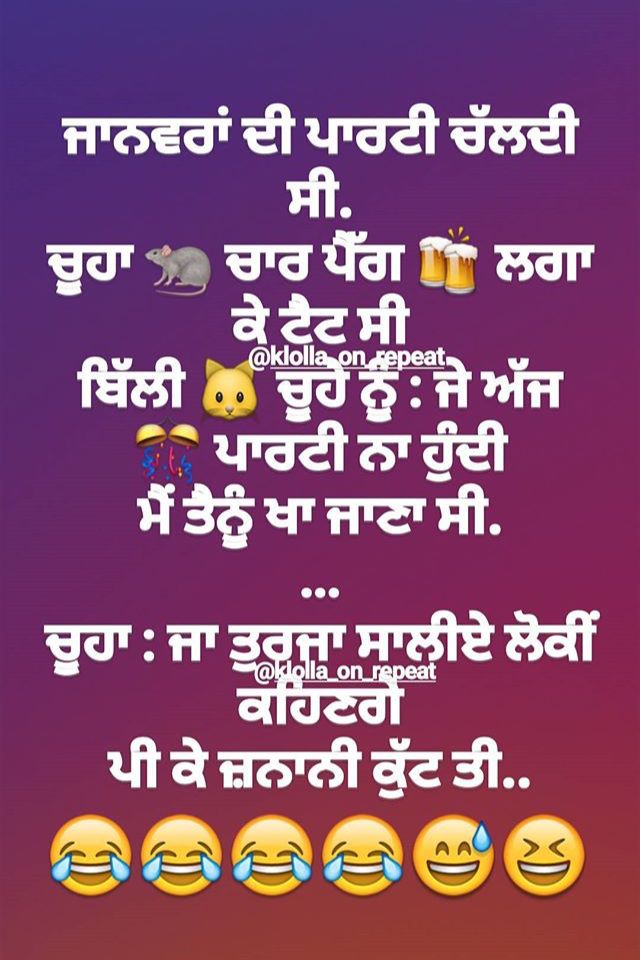 ਜਾਨਵਰਾਂ ਦੀ ਪਾਰਟੀ ਚੱਲਦੀ
ਸੀ.
ਚੂਹਾ 🐀 ਚਾਰ ਪੈੱਗ 🍻 ਲਗਾ
ਕੇ ਟੈਟ ਸੀ
@klolla_on_repeat
ਬਿੱਲੀ 🐱 ਚੂਹੇ ਨੂੰ : ਜੇ ਅੱਜ
🎊 ਪਾਰਟੀ ਨਾ ਹੁੰਦੀ
ਮੈਂ ਤੈਨੂੰ ਖਾ ਜਾਣਾ ਸੀ.
...
ਚੂਹਾ : ਜਾ ਤੁਰਜਾ ਸਾਲੀਏ ਲੋਕੀਂ
@klolla_on_repeat
ਕਹਿਣਗੇ
ਪੀ ਕੇ ਜ਼ਨਾਨੀ ਕੁੱਟ ਤੀ..
😂😂😂😂😅😆